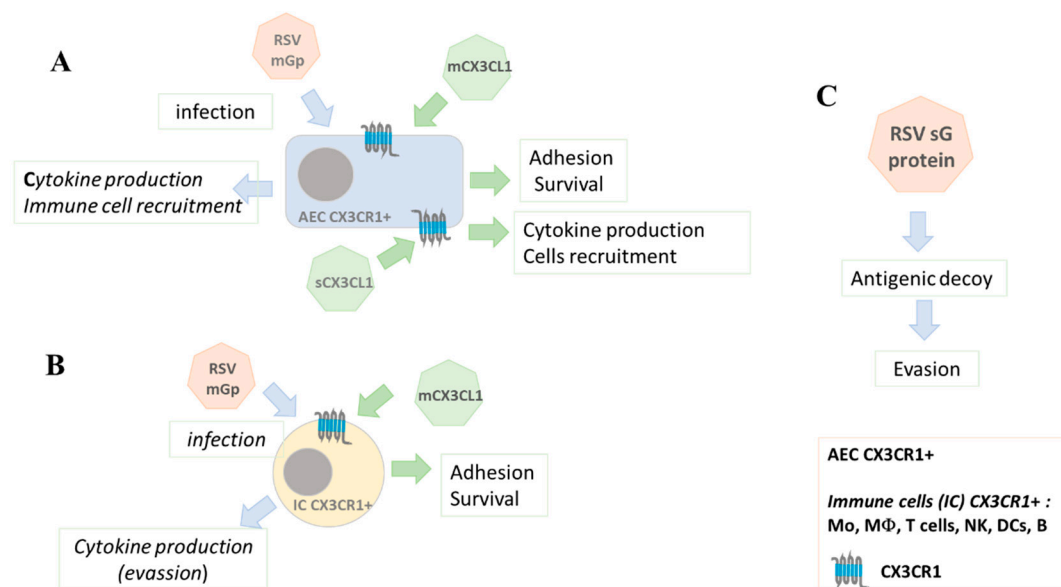 A
RSV
mGp
mCX3CL1
infection
Cytokine production
Immune cell recruitment
AEC CX3CR1+
Adhesion
Survival
Cytokine production
Cells recruitment
sCX3CL1
B
RSV
mGp
mCX3CL1
infection
IC CX3CR1+
Adhesion
Survival
Cytokine production
(evassion)
C
RSV sG
protein
Antigenic decoy
Evasion
AEC CX3CR1+
Immune cells (IC) CX3CR1+ :
Mo, MΦ, T cells, NK, DCs, B
CX3CR1